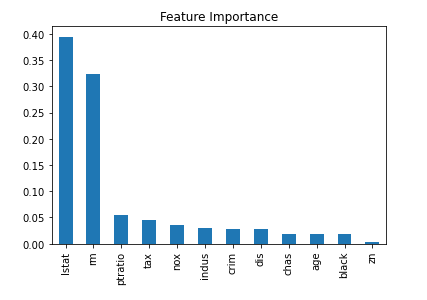 Feature Importance
0.40
0.35
0.30
0.25
0.20
0.15
0.10
0.05
0.00
lstat
rm
ptratio
tax
nox
indus
crim
dis
chas
age
black
zn